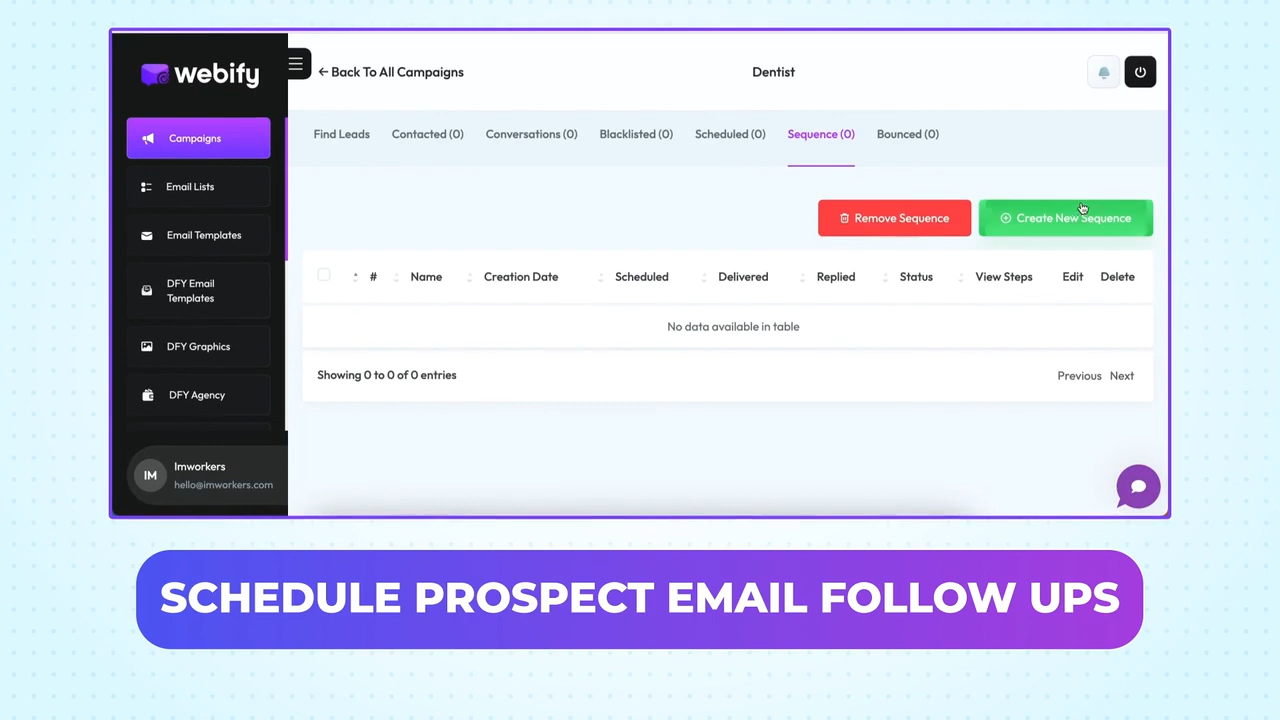 webify
← Back To All Campaigns
Dentist
Campaigns
Email Lists
Email Templates
DFY Email
Templates
DFY Graphics
DFY Agency
IM
Imworkers
hello@imworkers.com
Find Leads
Contacted (0)
Conversations (0)
Blacklisted (0)
Scheduled (0)
Sequence (0)
Bounced (0)
Remove Sequence
Create New Sequence
#
Name
Creation Date
Scheduled
Delivered
Replied
Status
View Steps
Edit
Delete
No data available in table
Showing 0 to 0 of 0 entries
Previous
Next
SCHEDULE PROSPECT EMAIL FOLLOW UPS